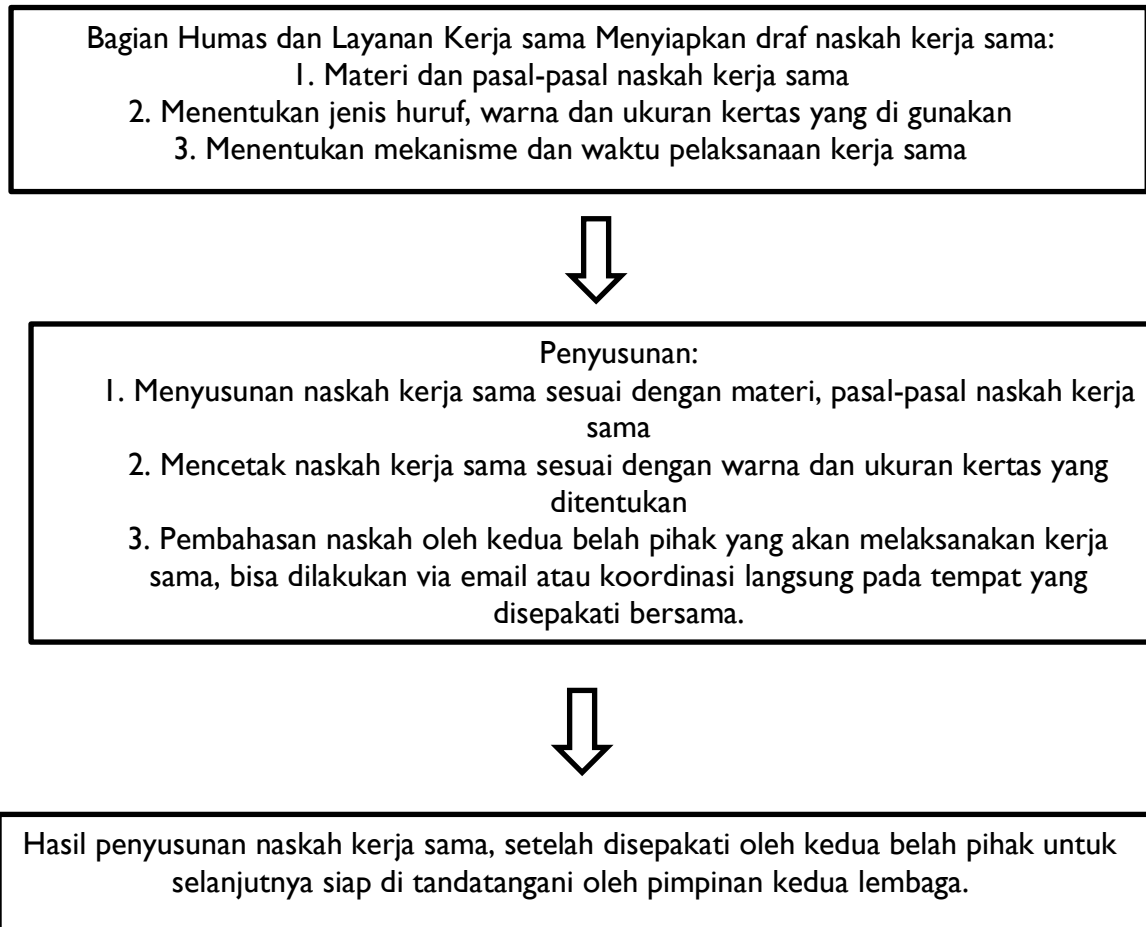 Bagian Humas dan Layanan Kerja sama Menyiapkan draf naskah kerja sama:
1. Materi dan pasal-pasal naskah kerja sama
2. Menentukan jenis huruf, warna dan ukuran kertas yang di gunakan
3. Menentukan mekanisme dan waktu pelaksanaan kerja sama
Penyusunan:
1. Menyusunan naskah kerja sama sesuai dengan materi, pasal-pasal naskah kerja
sama
2. Mencetak naskah kerja sama sesuai dengan warna dan ukuran kertas yang
ditentukan
3. Pembahasan naskah oleh kedua belah pihak yang akan melaksanakan kerja
sama, bisa dilakukan via email atau koordinasi langsung pada tempat yang
disepakati bersama.
Hasil penyusunan naskah kerja sama, setelah disepakati oleh kedua belah pihak untuk
selanjutnya siap di tandatangani oleh pimpinan kedua lembaga.